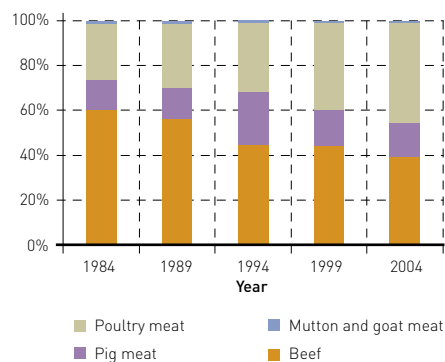 100%
80%
60%
40%
20%
0%
1984 1989 1994 1999 2004
Year
Poultry meat Mutton and goat meat
Pig meat Beef